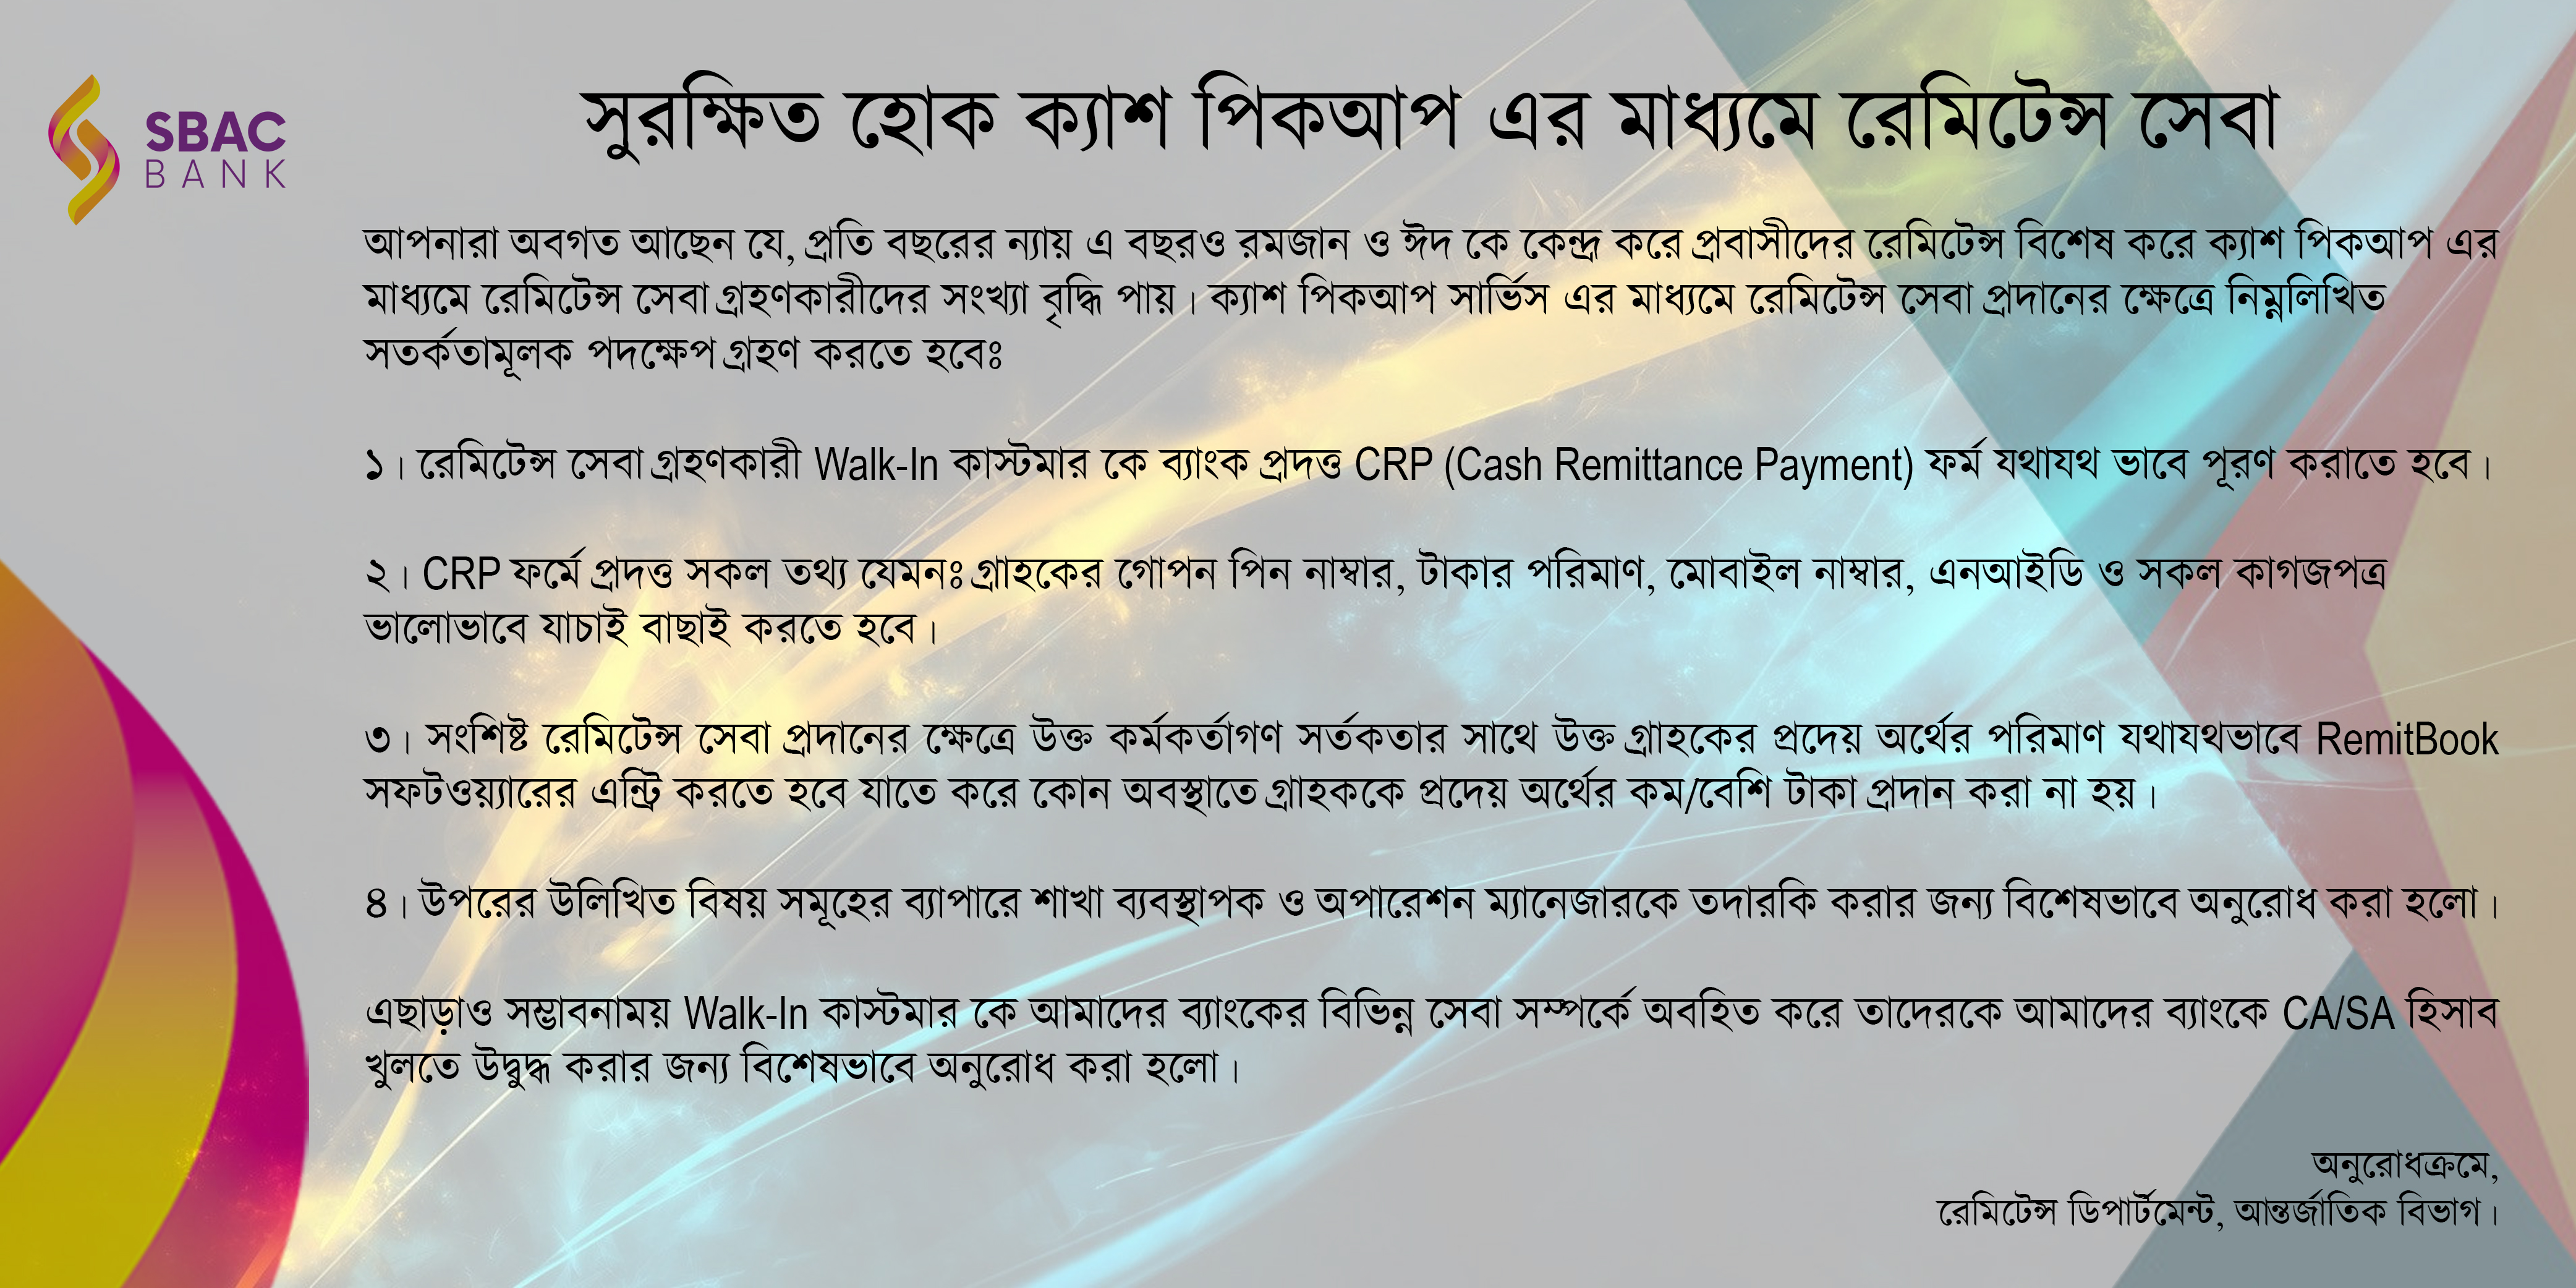 SBAC
BANK
সুরক্ষিত হোক ক্যাশ পিকআপ এর মাধ্যমে রেমিটেন্স সেবা
আপনারা অবগত আছেন যে, প্রতি বছরের ন্যায় এ বছরও রমজান ও ঈদ কে কেন্দ্র করে প্রবাসীদের রেমিটেন্স বিশেষ করে ক্যাশ পিকআপ এর
মাধ্যমে রেমিটেন্স সেবা গ্রহণকারীদের সংখ্যা বৃদ্ধি পায়। ক্যাশ পিকআপ সার্ভিস এর মাধ্যমে রেমিটেন্স সেবা প্রদানের ক্ষেত্রে নিম্নলিখিত
সতর্কতামূলক পদক্ষেপ গ্রহণ করতে হবেঃ
১। রেমিটেন্স সেবা গ্রহণকারী Walk-In কাস্টমার কে ব্যাংক প্রদত্ত CRP (Cash Remittance Payment) ফর্ম যথাযথ ভাবে পূরণ করাতে হবে।
২। CRP ফর্মে প্রদত্ত সকল তথ্য যেমনঃ গ্রাহকের গোপন পিন নাম্বার, টাকার পরিমাণ, মোবাইল নাম্বার, এনআইডি ও সকল কাগজপত্র
ভালোভাবে যাচাই বাছাই করতে হবে।
৩। সংশিষ্ট রেমিটেন্স সেবা প্রদানের ক্ষেত্রে উক্ত কর্মকর্তাগণ সর্তকতার সাথে উক্ত গ্রাহকের প্রদেয় অর্থের পরিমাণ যথাযথভাবে RemitBook
সফটওয়্যারের এন্ট্রি করতে হবে যাতে করে কোন অবস্থাতে গ্রাহককে প্রদেয় অর্থের কম/বেশি টাকা প্রদান করা না হয়।
৪। উপরের উলিখিত বিষয় সমূহের ব্যাপারে শাখা ব্যবস্থাপক ও অপারেশন ম্যানেজারকে তদারকি করার জন্য বিশেষভাবে অনুরোধ করা হলো।
এছাড়াও সম্ভাবনাময় Walk-In কাস্টমার কে আমাদের ব্যাংকের বিভিন্ন সেবা সম্পর্কে অবহিত করে তাদেরকে আমাদের ব্যাংকে CA/SA হিসাব
খুলতে উদ্বুদ্ধ করার জন্য বিশেষভাবে অনুরোধ করা হলো।
অনুরোধক্রমে,
রেমিটেন্স ডিপার্টমেন্ট, আন্তর্জাতিক বিভাগ।